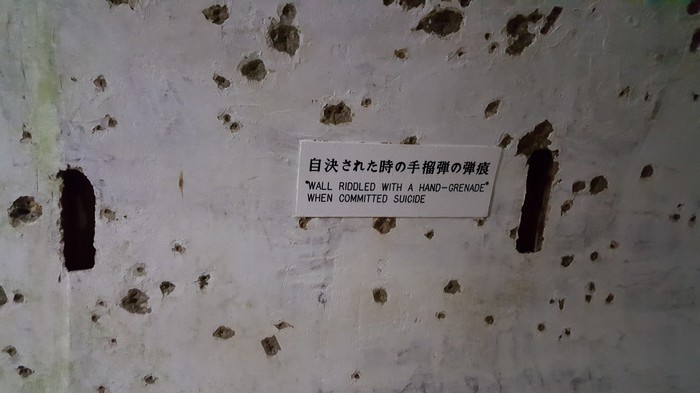 自決された時の手榴弾の弾痕
"WALL RIDDLED WITH A HAND-GRENADE"
WHEN COMMITTED SUICIDE